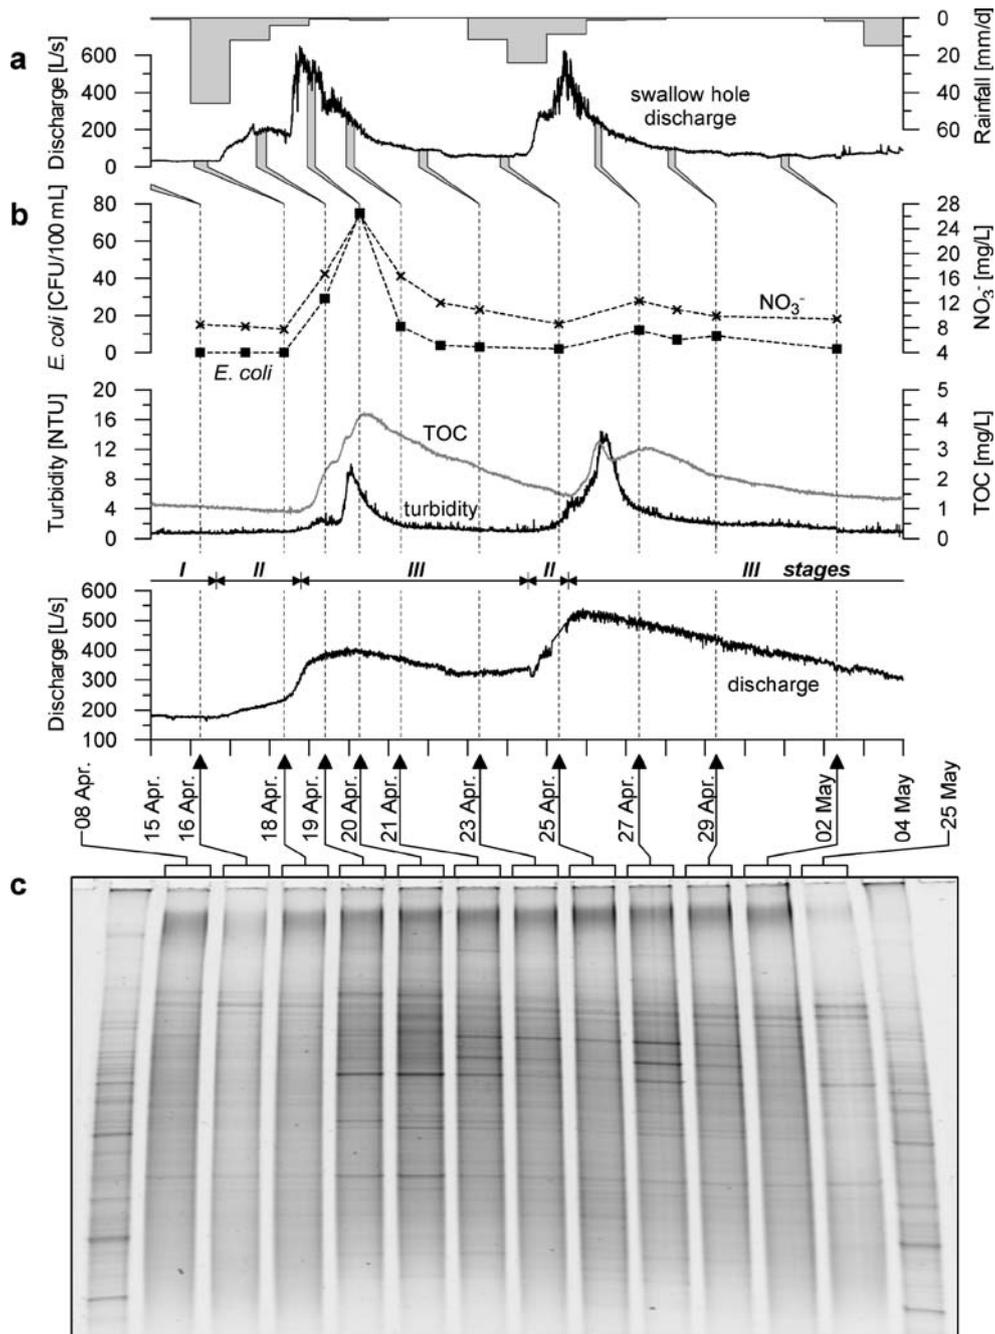 a
Discharge [L/s]
600
400
200
0
0
20
40
60
Rainfall [mm/d]
swallow hole
discharge
b
E. coli [CFU/100 mL]
80
60
40
20
0
28
24
20
16
12
8
4
NO₃⁻ [mg/L]
NO₃⁻
E. coli
Turbidity [NTU]
20
16
12
8
4
0
5
4
3
2
1
0
TOC [mg/L]
TOC
turbidity
I
II
III
II
III stages
Discharge [L/s]
600
500
400
300
200
100
discharge
08 Apr.
15 Apr.
16 Apr.
18 Apr.
19 Apr.
20 Apr.
21 Apr.
23 Apr.
25 Apr.
27 Apr.
29 Apr.
02 May
04 May
25 May
c